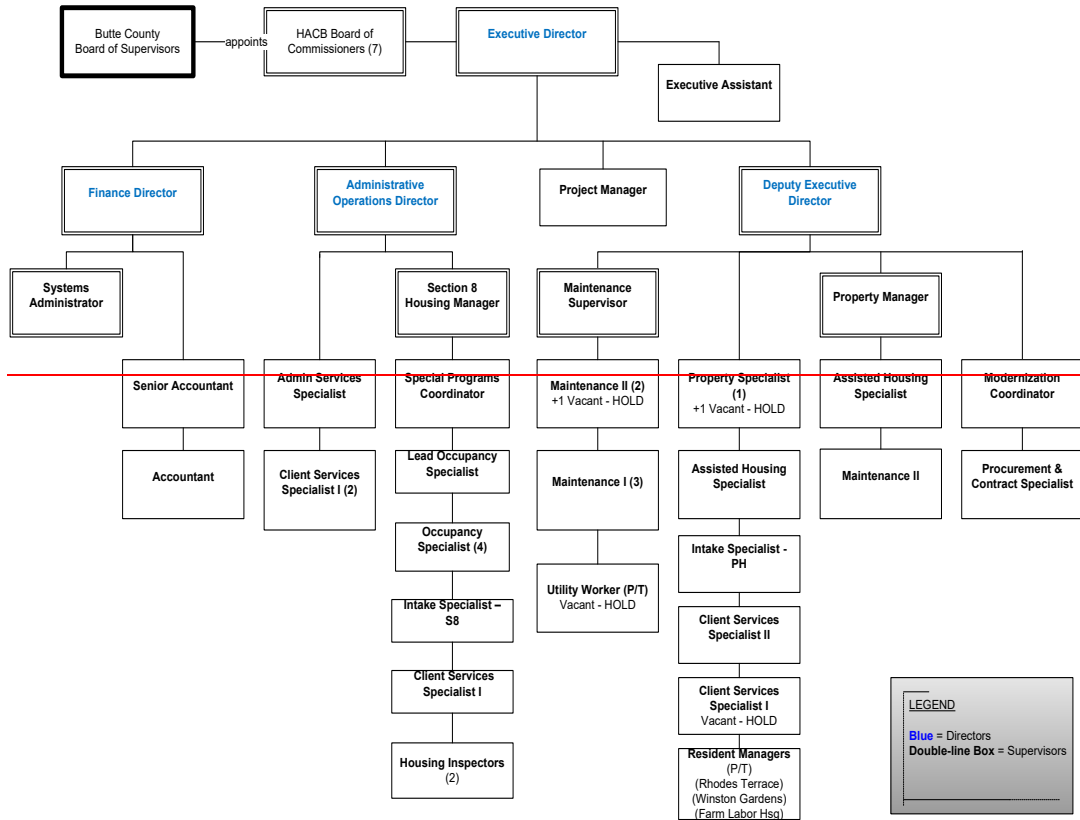 Butte County
Board of Supervisors
appoints
HACB Board of
Commissioners (7)
Executive Director
Executive Assistant
Finance Director
Administrative
Operations Director
Project Manager
Deputy Executive
Director
Systems
Administrator
Section 8
Housing Manager
Maintenance
Supervisor
Property Manager
Senior Accountant
Admin Services
Specialist
Special Programs
Coordinator
Maintenance II (2)
+1 Vacant - HOLD
Property Specialist
(1)
+1 Vacant - HOLD
Assisted Housing
Specialist
Modernization
Coordinator
Accountant
Client Services
Specialist I (2)
Lead Occupancy
Specialist
Maintenance I (3)
Assisted Housing
Specialist
Maintenance II
Procurement &
Contract Specialist
Occupancy
Specialist (4)
Intake Specialist -
PH
Utility Worker (P/T)
Vacant - HOLD
Intake Specialist –
S8
Client Services
Specialist II
Client Services
Specialist I
Client Services
Specialist I
Vacant - HOLD
Housing Inspectors
(2)
Resident Managers
(P/T)
(Rhodes Terrace)
(Winston Gardens)
(Farm Labor Hsg)
LEGEND
Blue = Directors
Double-line Box = Supervisors